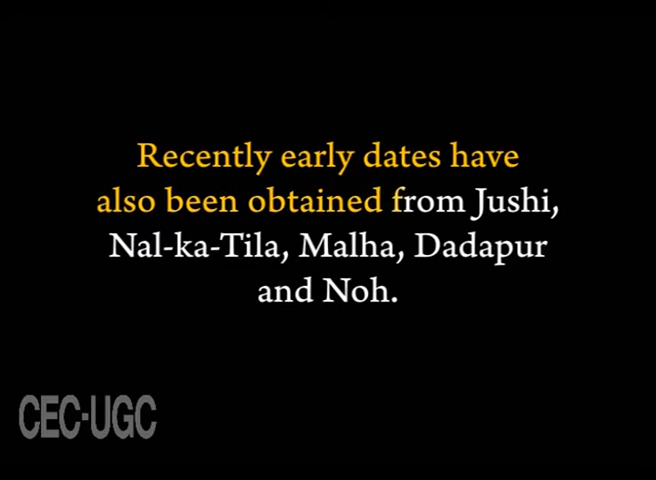 Recently early dates have
also been obtained from Jushi,
Nal-ka-Tila, Malha, Dadapur
and Noh.
CEC-UGC